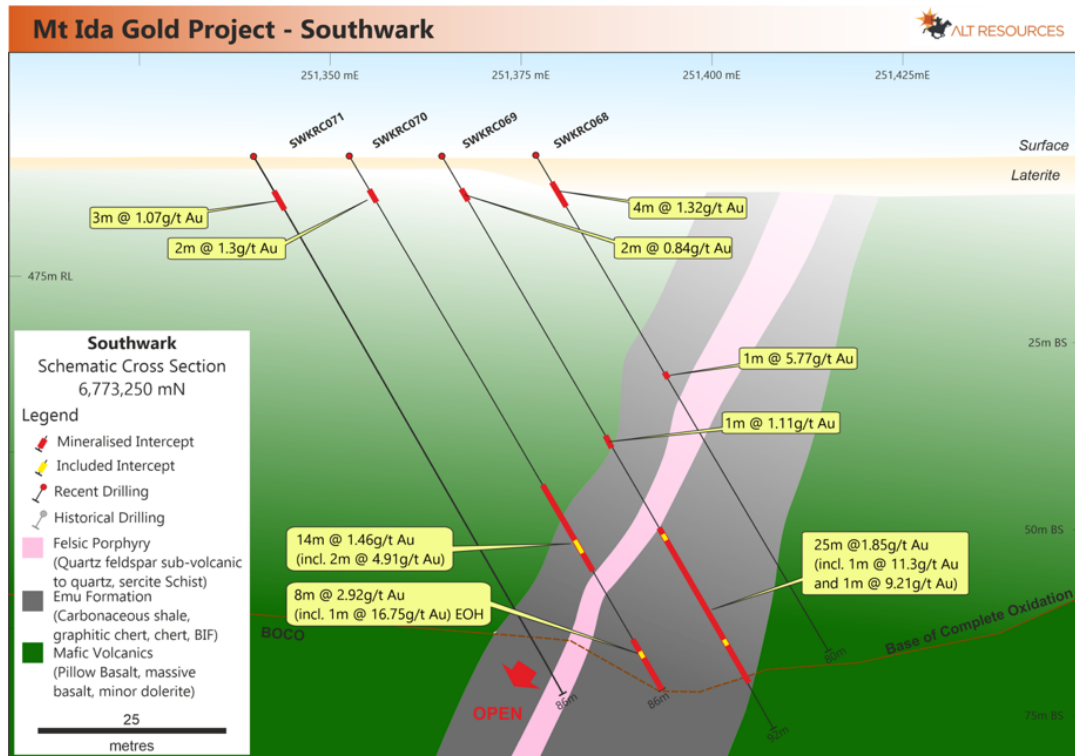 Mt Ida Gold Project - Southwark
ALT RESOURCES
251,350 mE
251,375 mE
251,400 mE
251,425 mE
SWKRC071
SWKRC070
SWKRC069
SWKRC068
Surface
Laterite
3m @ 1.07g/t Au
2m @ 1.3g/t Au
4m @ 1.32g/t Au
2m @ 0.84g/t Au
475m RL
25m BS
1m @ 5.77g/t Au
1m @ 1.11g/t Au
50m BS
14m @ 1.46g/t Au
(incl. 2m @ 4.91g/t Au)
25m @1.85g/t Au
(incl. 1m @ 11.3g/t Au
and 1m @ 9.21g/t Au)
8m @ 2.92g/t Au
(incl. 1m @ 16.75g/t Au) EOH
BOCO
Base of Complete Oxidation
80m
86m
86m
92m
OPEN
75m BS
Southwark
Schematic Cross Section
6,773,250 mN
Legend
Mineralised Intercept
Included Intercept
Recent Drilling
Historical Drilling
Felsic Porphyry
(Quartz feldspar sub-volcanic
to quartz, sercite Schist)
Emu Formation
(Carbonaceous shale,
graphitic chert, chert, BIF)
Mafic Volcanics
(Pillow Basalt, massive
basalt, minor dolerite)
25
metres